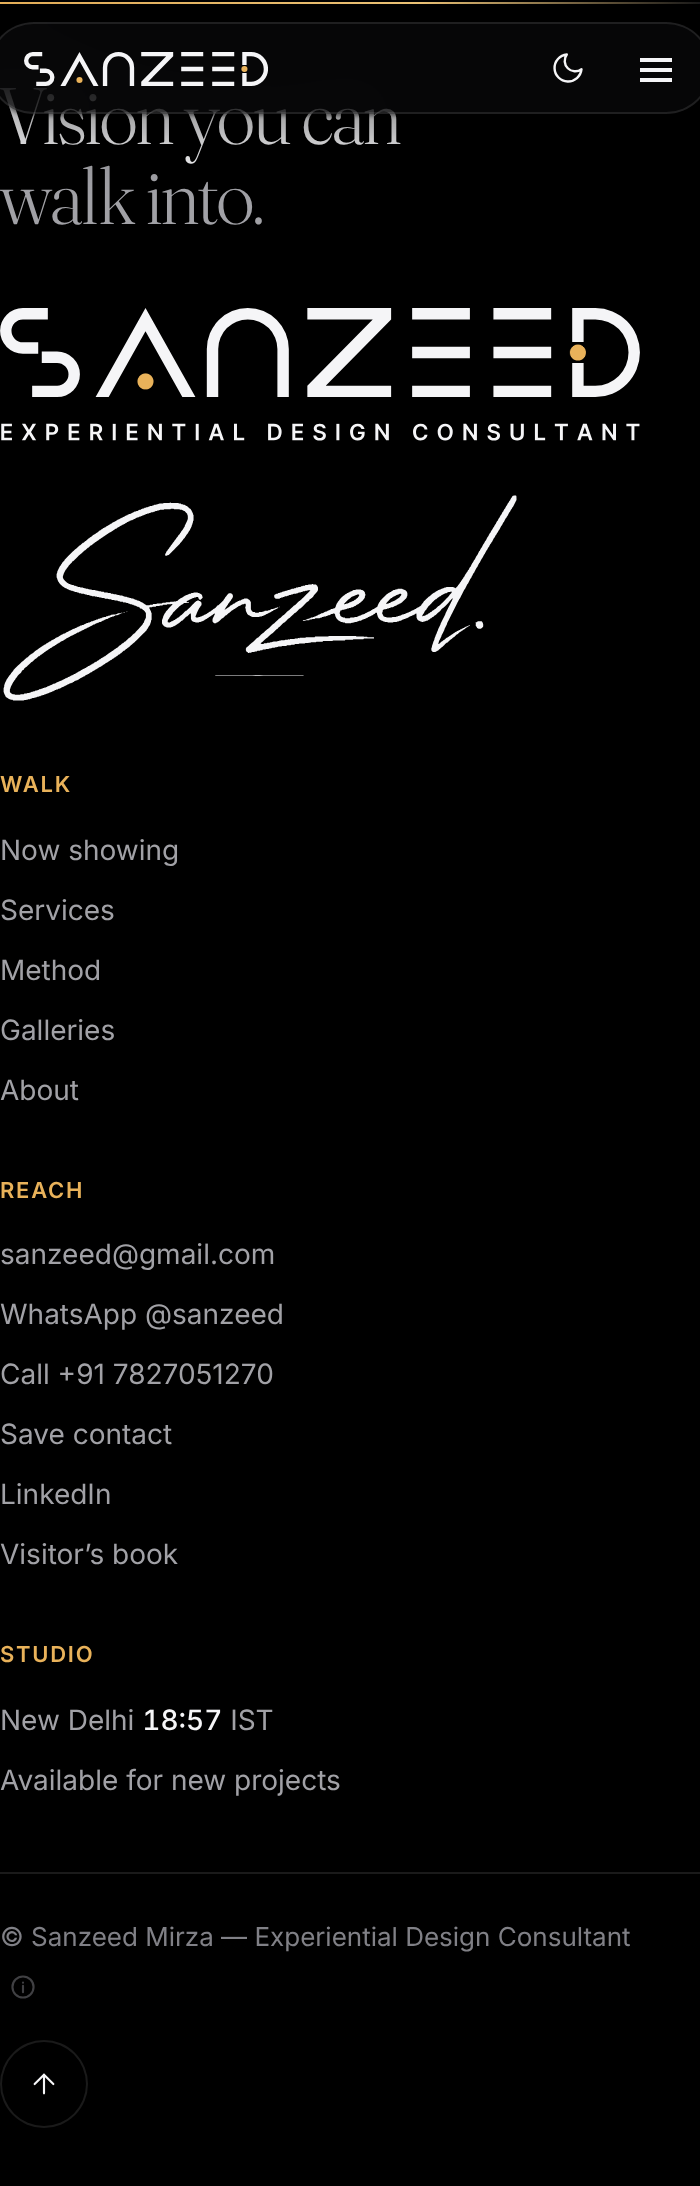 SANZEED
Vision you can
walk into.
SANZEED
EXPERIENTIAL DESIGN CONSULTANT
Sanzeed.
WALK
Now showing
Services
Method
Galleries
About
REACH
sanzeed@gmail.com
WhatsApp @sanzeed
Call +91 7827051270
Save contact
LinkedIn
Visitor’s book
STUDIO
New Delhi 18:57 IST
Available for new projects
© Sanzeed Mirza — Experiential Design Consultant